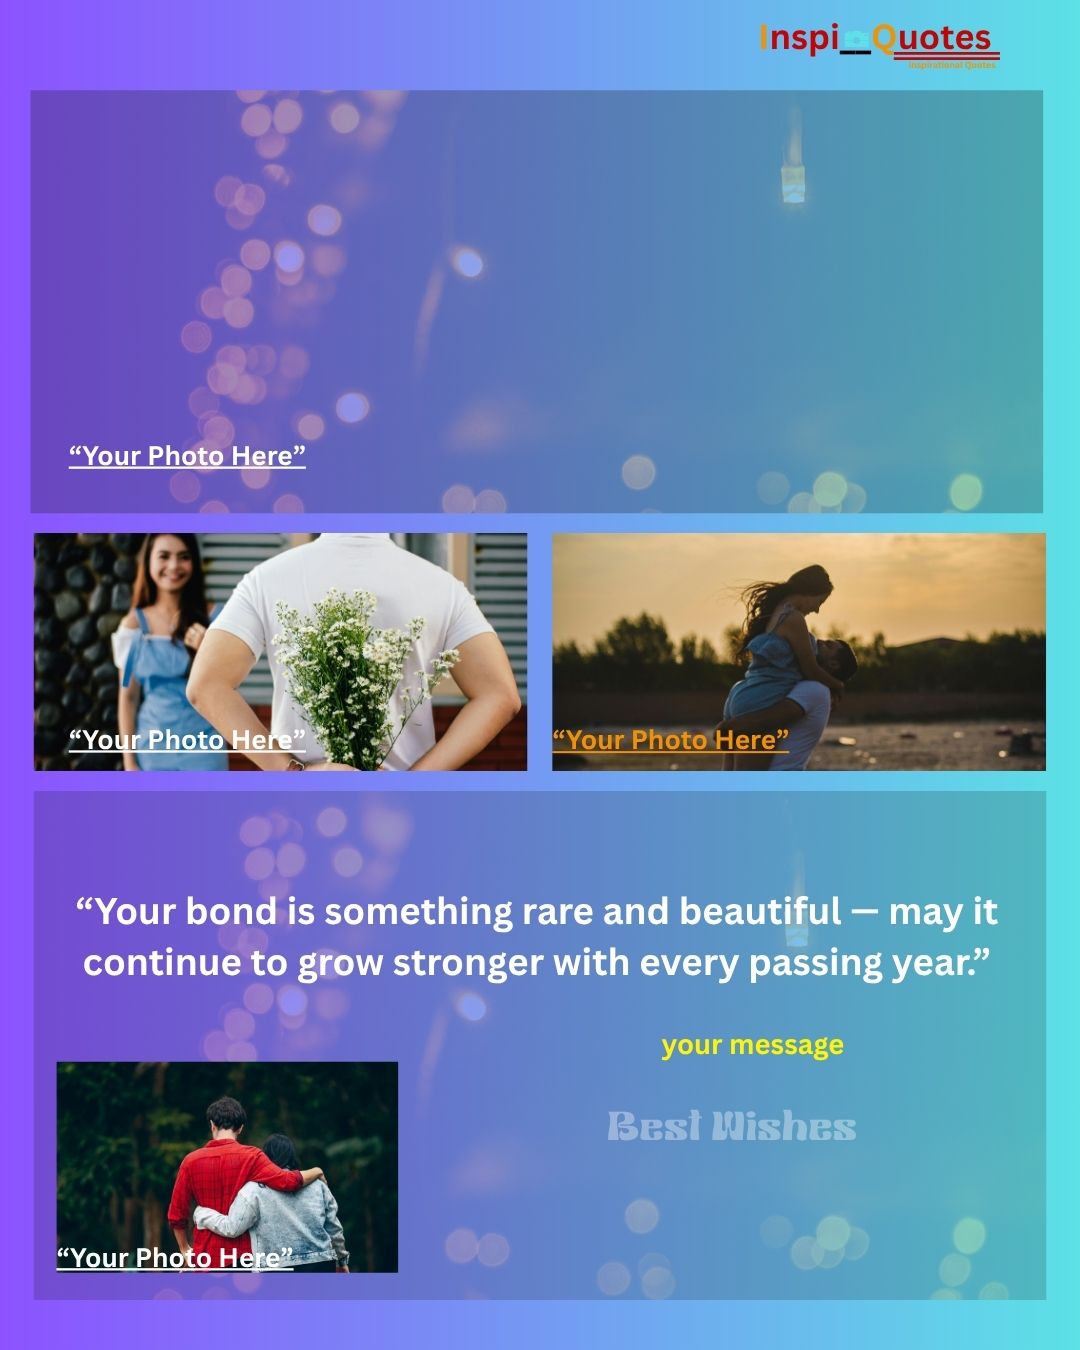 InspiQuotes
Inspirational Quotes
“Your Photo Here”
“Your Photo Here”
“Your Photo Here”
“Your bond is something rare and beautiful — may it
continue to grow stronger with every passing year.”
your message
Best Wishes
“Your Photo Here”